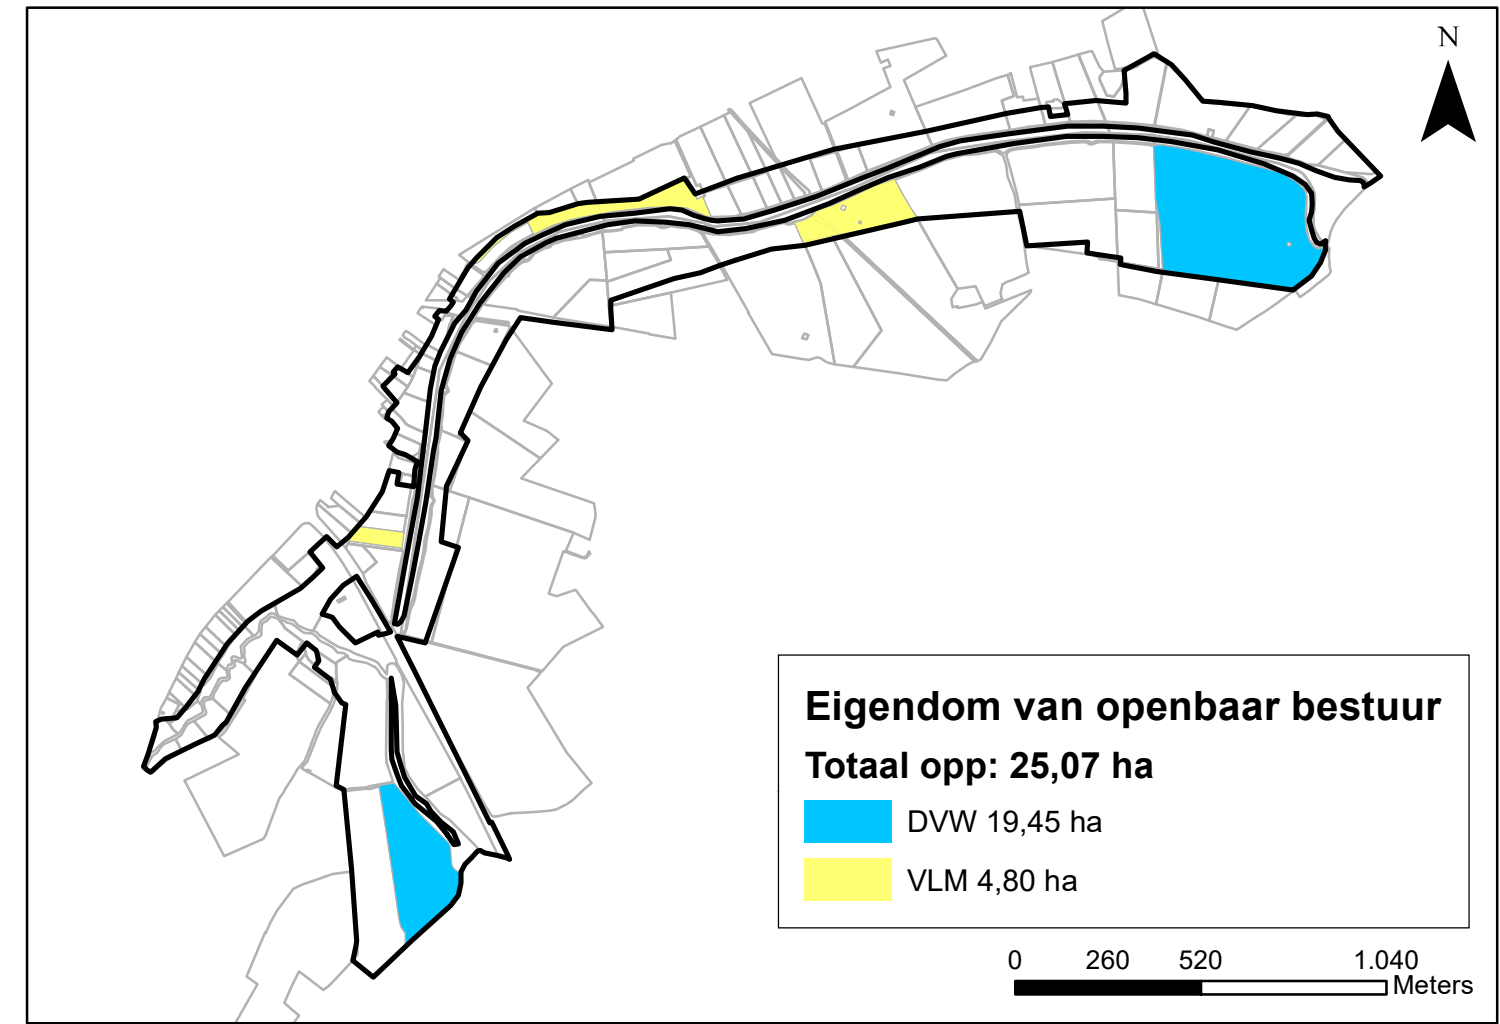 N
Eigendom van openbaar bestuur
Totaal opp: 25,07 ha
DVW 19,45 ha
VLM 4,80 ha
0 260 520 1.040
Meters